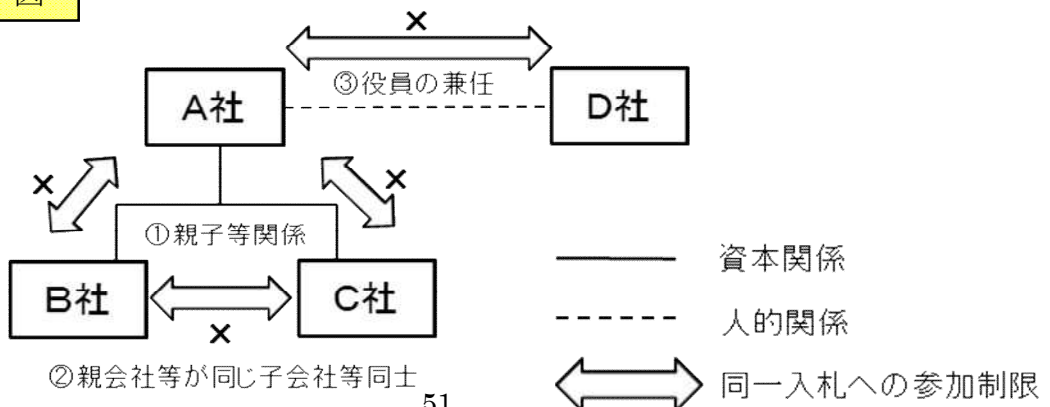 図
×
③役員の兼任
A社
D社
×
×
①親子等関係
B社
C社
×
②親会社等が同じ子会社等同士
資本関係
人的関係
同一入札への参加制限
51